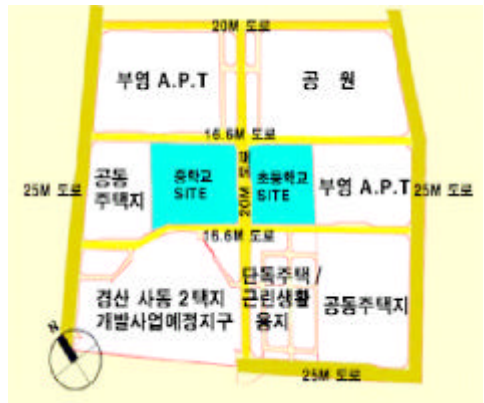 20M 도로
부영 A.P.T
공 원
16.6M 도로
공동
주택지
중학교
SITE
20M 도로
초등학교
SITE
부영 A.P.T
25M 도로
25M 도로
16.6M 도로
경산 사동 2택지
개발사업예정지구
단독주택 /
근린생활
용지
공동주택지
N
25M 도로